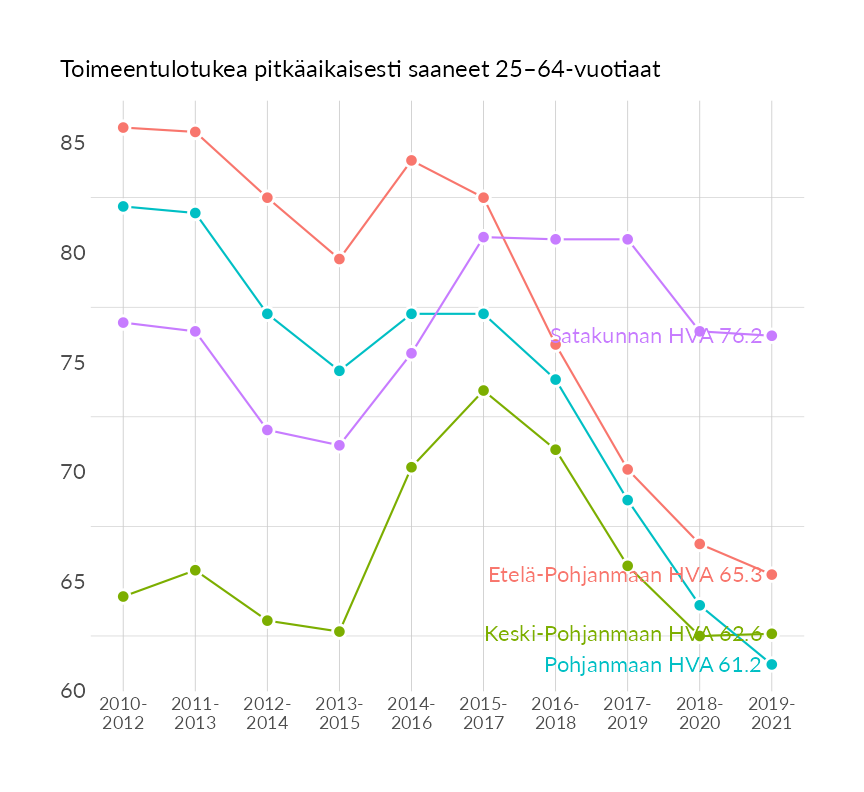 Toimeentulotukea pitkäaikaisesti saaneet 25–64-vuotiaat
85
80
75
70
65
60
Satakunnan HVA 76.2
Etelä-Pohjanmaan HVA 65.3
Keski-Pohjanmaan HVA 62.6
Pohjanmaan HVA 61.2
2010- 2011- 2012- 2013- 2014- 2015- 2016- 2017- 2018- 2019-
2012 2013 2014 2015 2016 2017 2018 2019 2020 2021